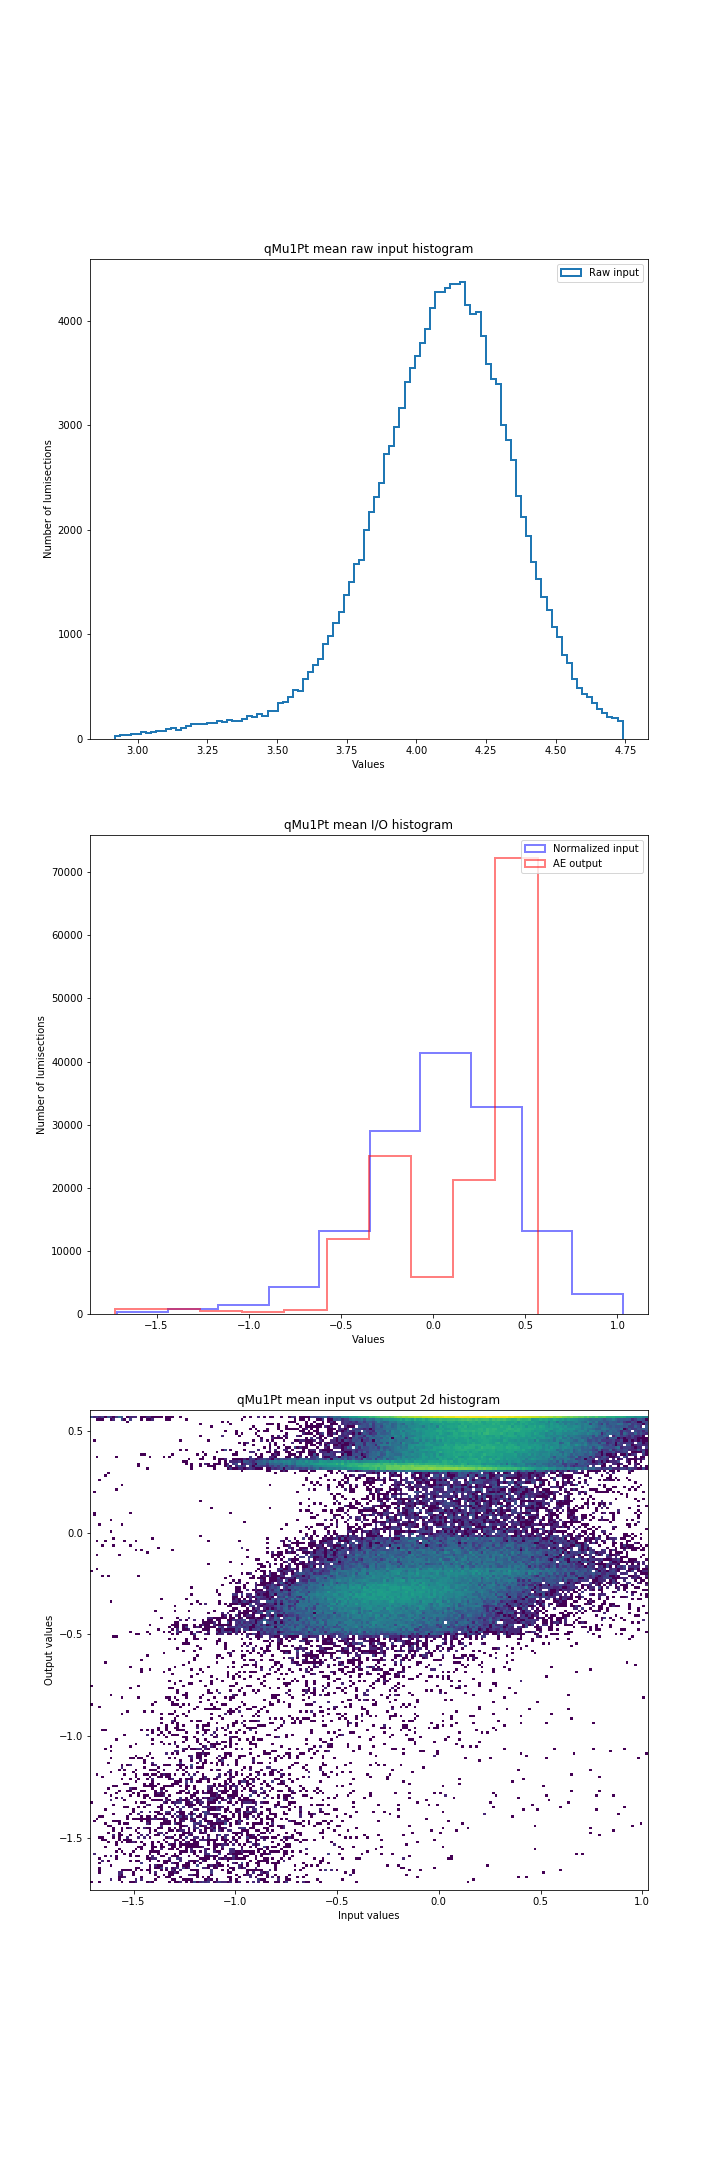 qMu1Pt mean raw input histogram
Raw input
4000
3000
2000
1000
0
Number of lumisections
3.00 3.25 3.50 3.75 4.00 4.25 4.50 4.75
Values
qMu1Pt mean I/O histogram
Normalized input
AE output
70000
60000
50000
40000
30000
20000
10000
0
Number of lumisections
−1.5 −1.0 −0.5 0.0 0.5 1.0
Values
qMu1Pt mean input vs output 2d histogram
0.5
0.0
−0.5
−1.0
−1.5
Output values
−1.5 −1.0 −0.5 0.0 0.5 1.0
Input values